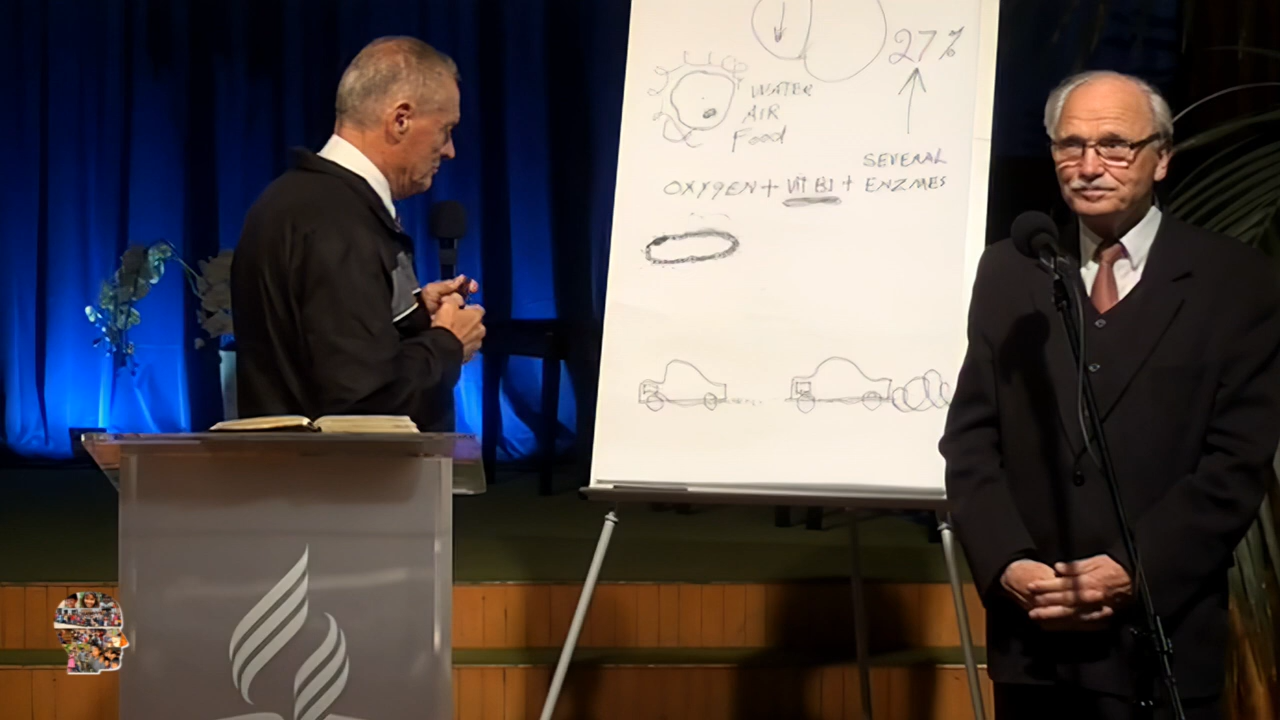 27%
WATER
AIR
Food
SEVERAL
OXYGEN + VIT B1 + ENZMES